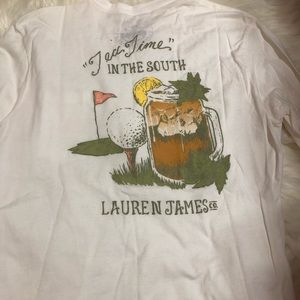 "Tea Time"
IN THE SOUTH
LAUREN JAMES CO